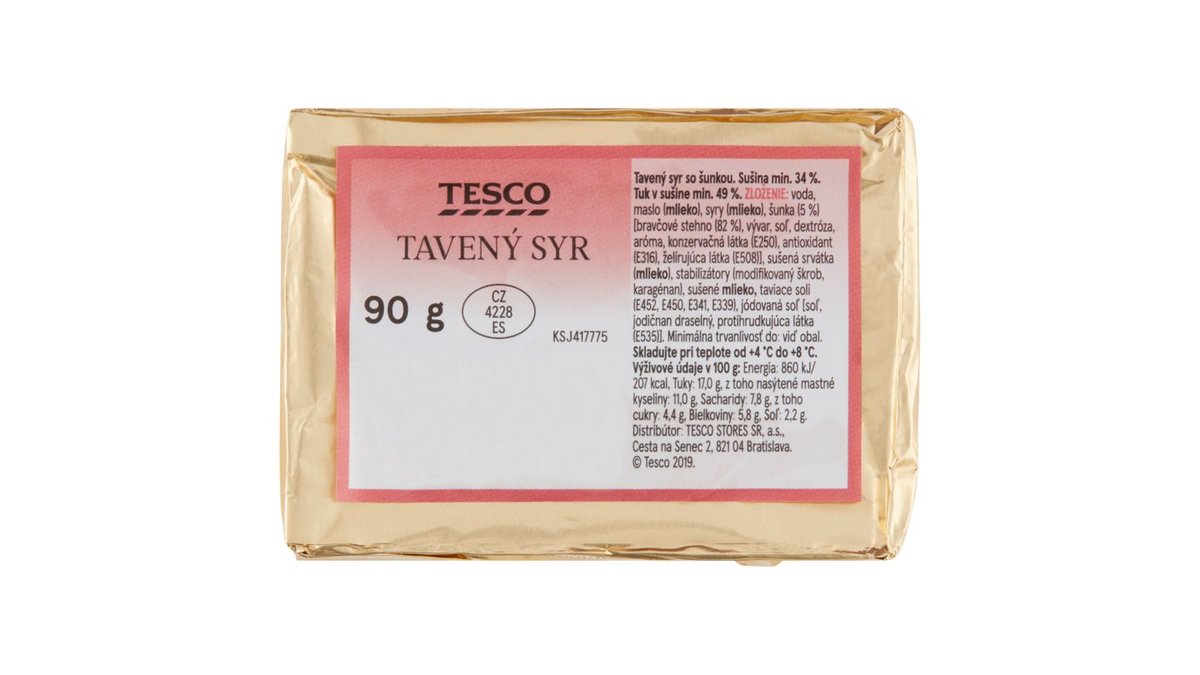 TESCO
TAVENÝ SYR
90 g
CZ
4228
ES
KSJ417775
Tavený syr so šunkou. Sušina min. 34 %.
Tuk v sušine min. 49 %. ZLOŽENIE: voda,
maslo (mlieko), syry (mlieko), šunka (5 %)
[bravčové stehno (82 %), vývar, soľ, dextróza,
aróma, konzervačná látka (E250), antioxidant
(E316), želírujúca látka (E508)], sušená srvátka
(mlieko), stabilizátory (modifikovaný škrob,
karagénan), sušené mlieko, taviace soli
(E452, E450, E341, E339), jódovaná soľ [soľ,
jodičnan draselný, protihrudkujúca látka
(E535)]. Minimálna trvanlivosť do: viď obal.
Skladujte pri teplote od +4 °C do +8 °C.
Výživové údaje v 100 g: Energia: 860 kJ/
207 kcal, Tuky: 17,0 g, z toho nasýtené mastné
kyseliny: 11,0 g, Sacharidy: 7,8 g, z toho
cukry: 4,4 g, Bielkoviny: 5,8 g, Soľ: 2,2 g.
Distribútor: TESCO STORES SR, a.s.,
Cesta na Senec 2, 821 04 Bratislava.
© Tesco 2019.